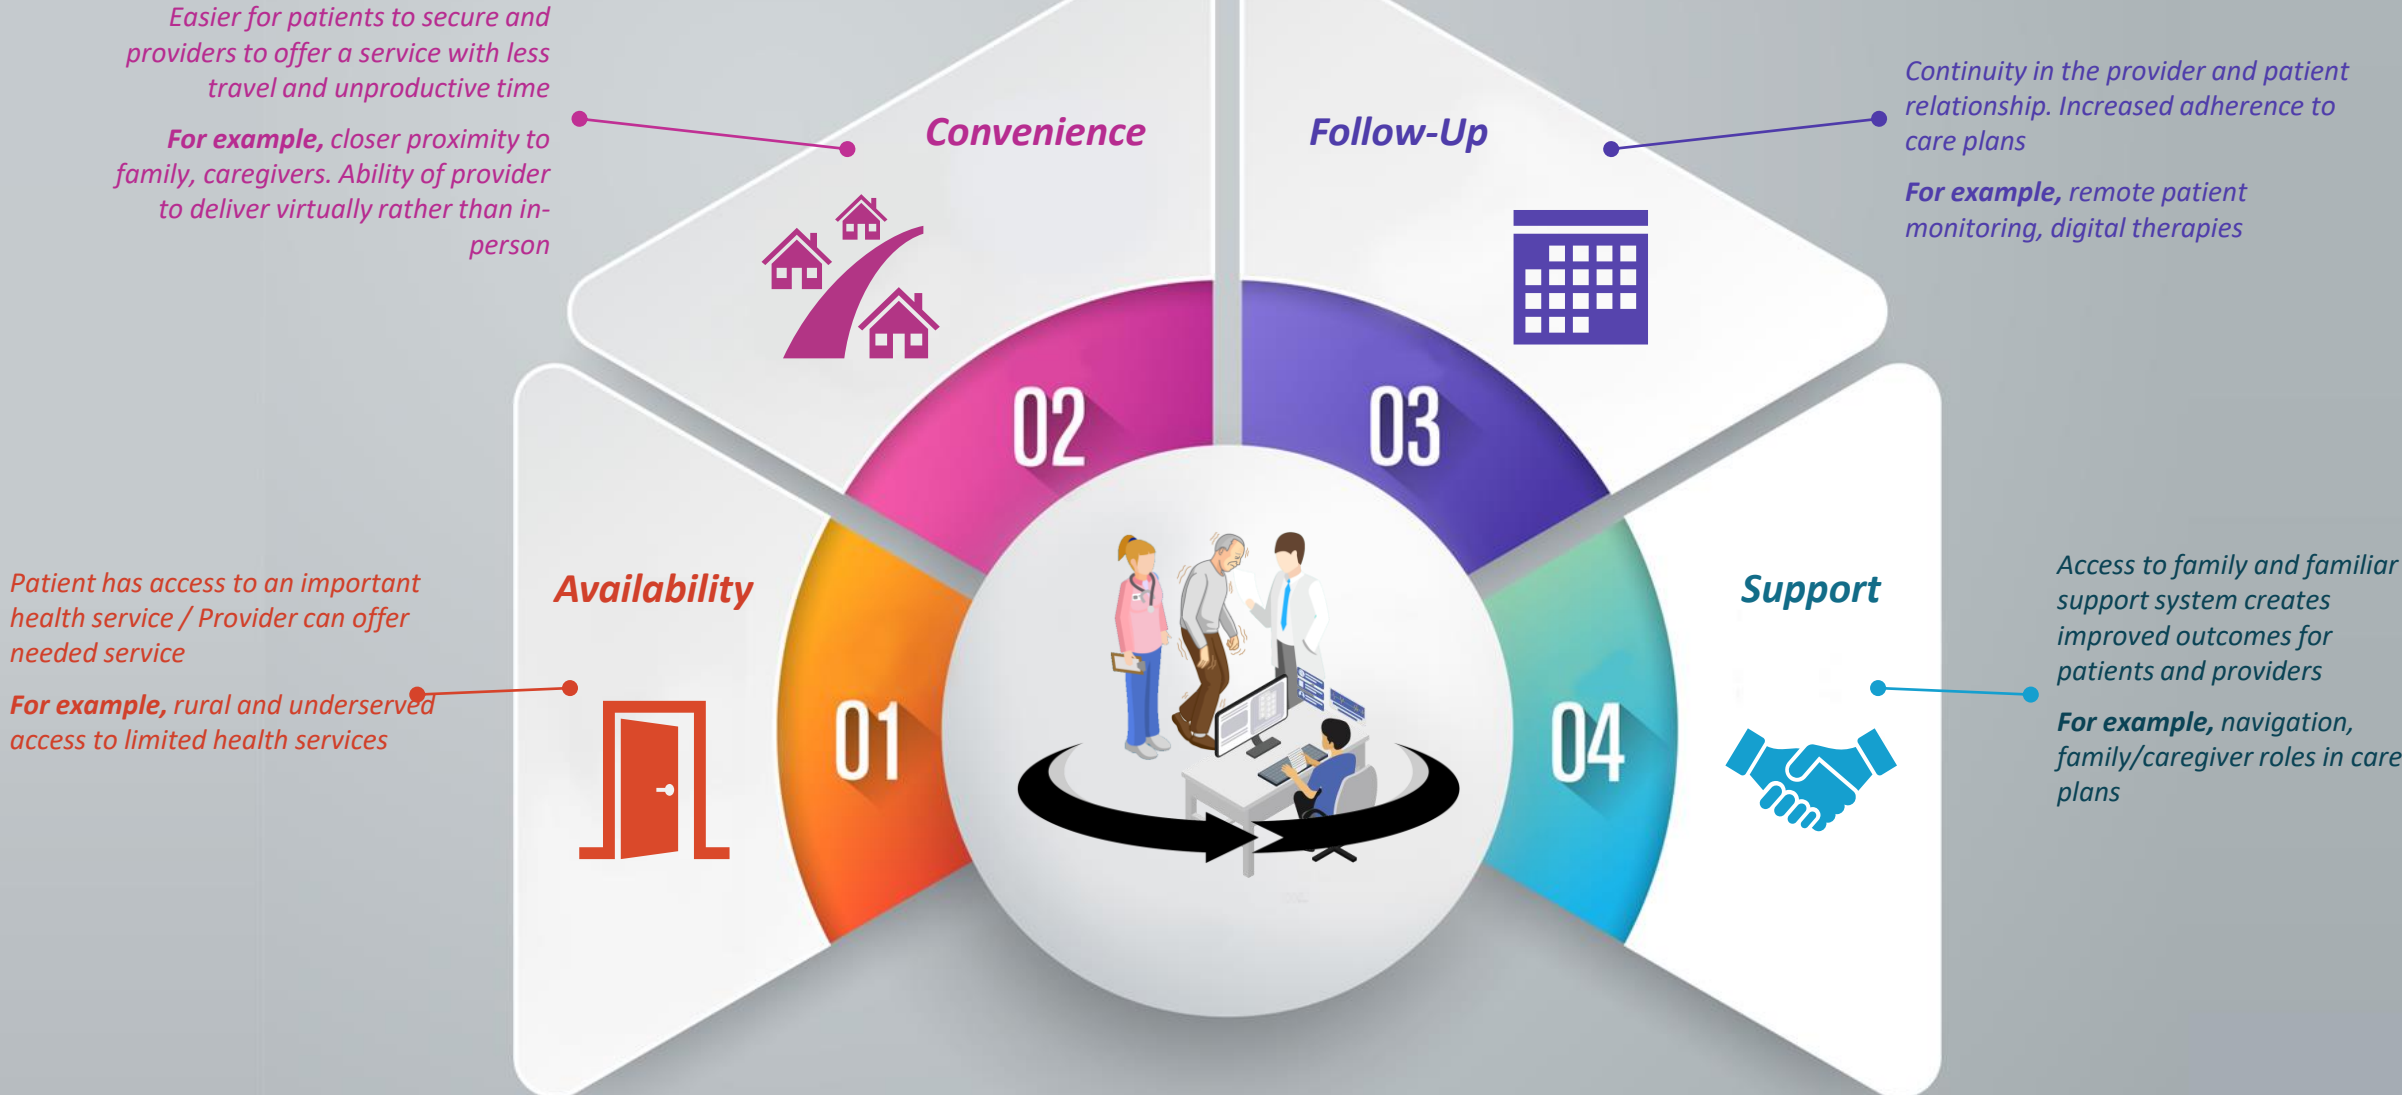 Easier for patients to secure and
providers to offer a service with less
travel and unproductive time
For example, closer proximity to
family, caregivers. Ability of provider
to deliver virtually rather than in-
person
Convenience
02
Follow-Up
03
Continuity in the provider and patient
relationship. Increased adherence to
care plans
For example, remote patient
monitoring, digital therapies
Patient has access to an important
health service / Provider can offer
needed service
For example, rural and underserved
access to limited health services
Availability
01
Support
04
Access to family and familiar
support system creates
improved outcomes for
patients and providers
For example, navigation,
family/caregiver roles in care
plans